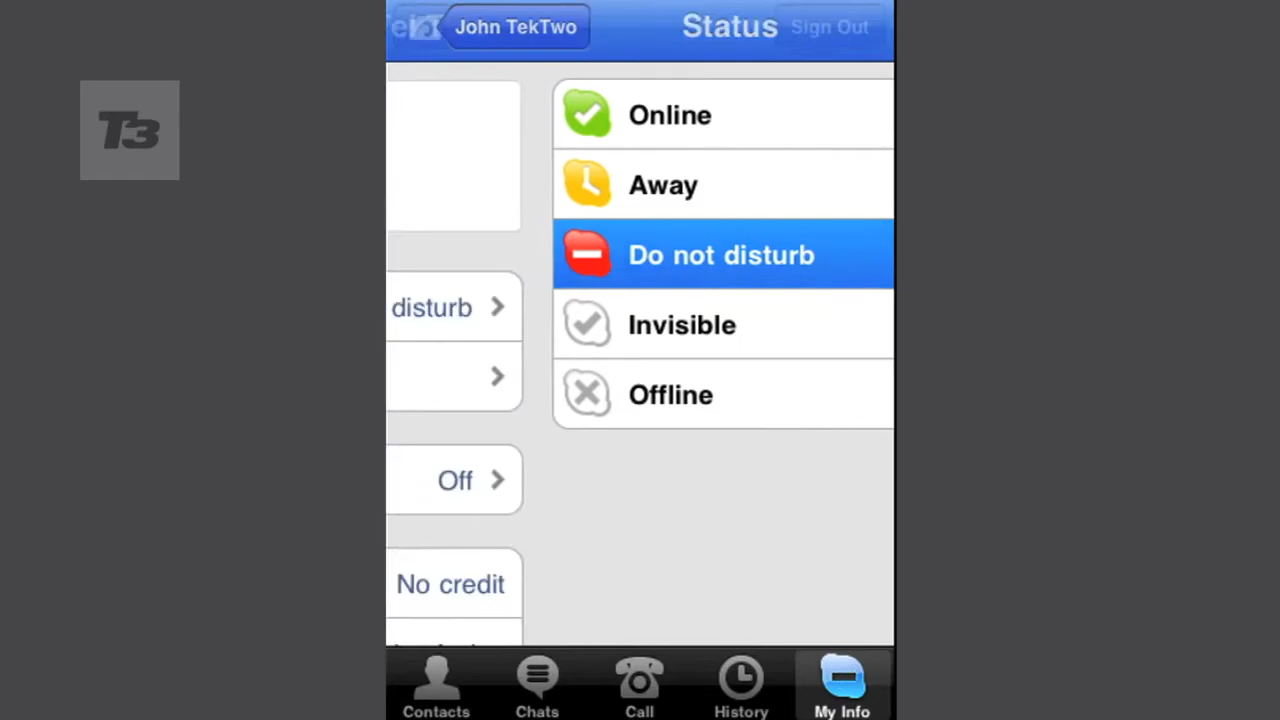 T3
John TekTwo
Status
Sign Out
Online
Away
Do not disturb
Invisible
Offline
disturb
Off
No credit
Contacts
Chats
Call
History
My Info